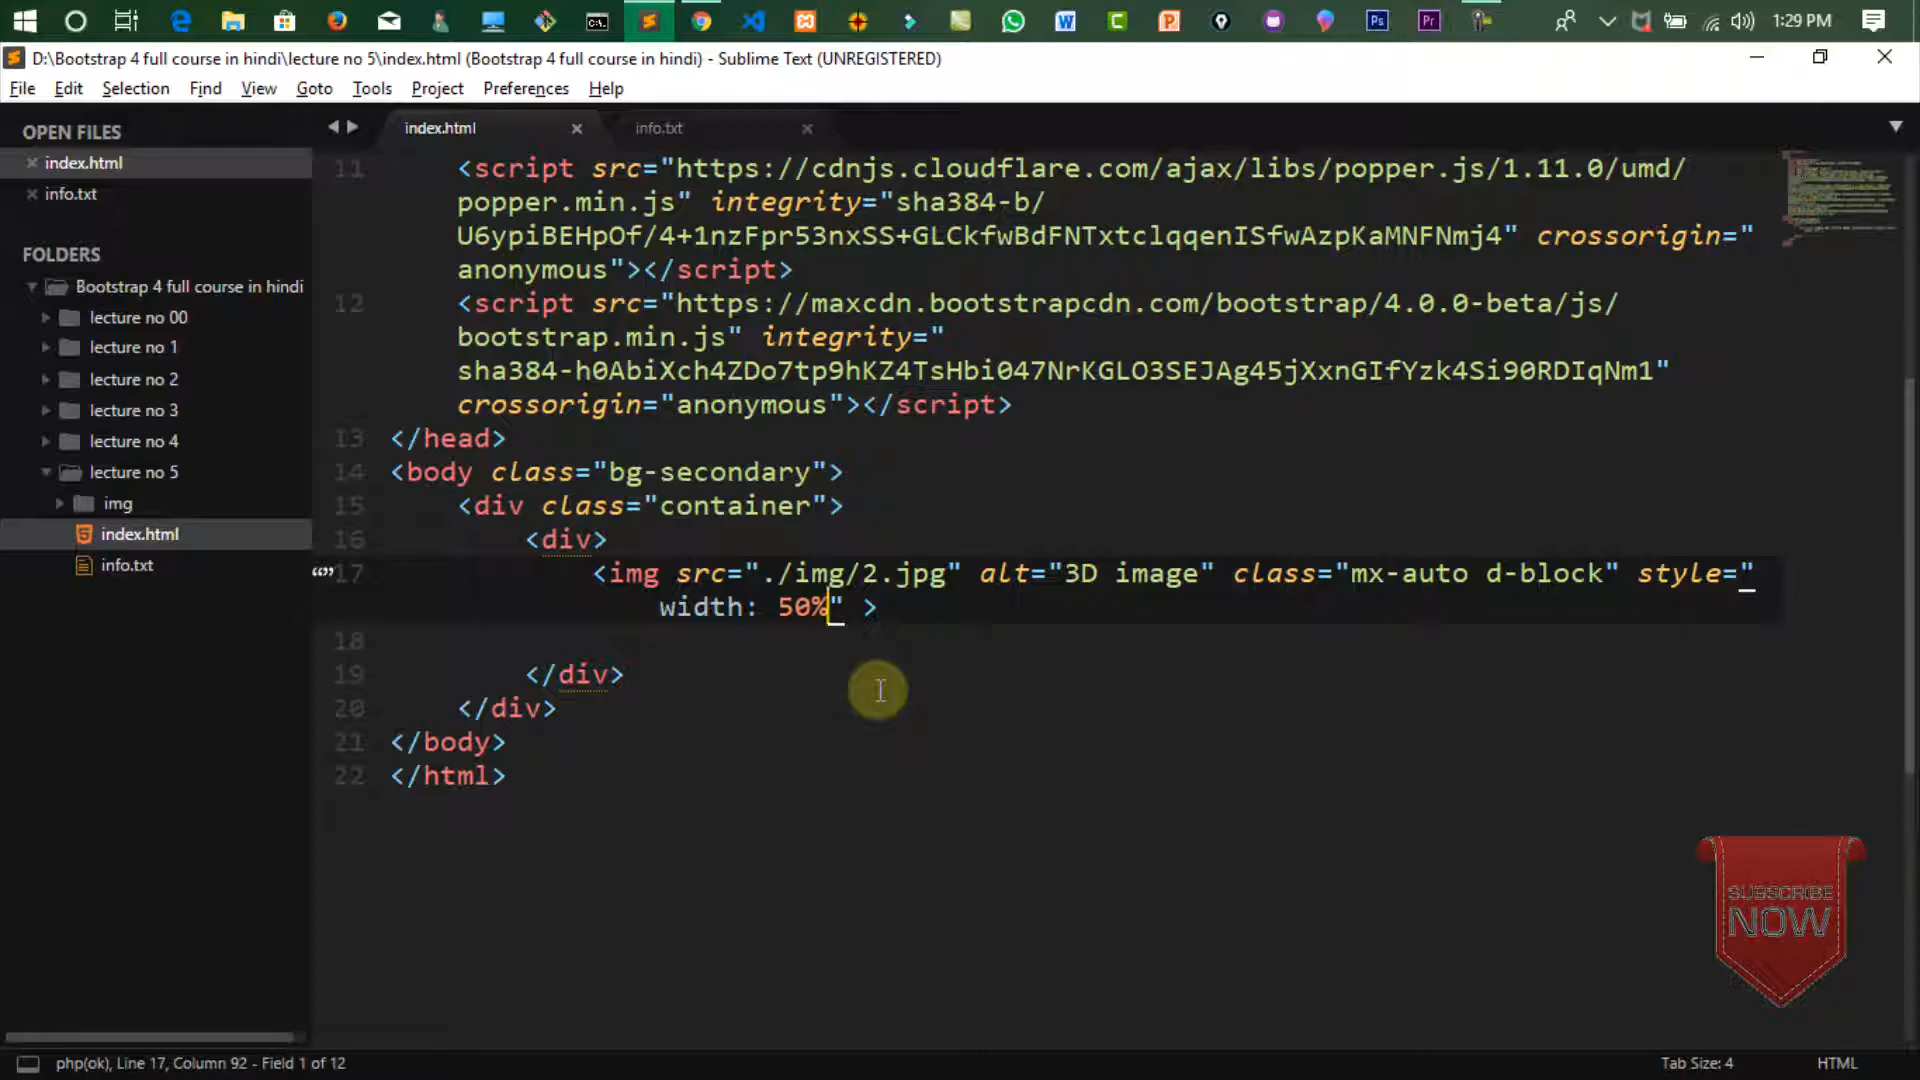 1:29 PM
D:\Bootstrap 4 full course in hindi\lecture no 5\index.html (Bootstrap 4 full course in hindi) - Sublime Text (UNREGISTERED)
File Edit Selection Find View Goto Tools Project Preferences Help
OPEN FILES
index.html
info.txt
FOLDERS
Bootstrap 4 full course in hindi
lecture no 00
lecture no 1
lecture no 2
lecture no 3
lecture no 4
lecture no 5
img
index.html
info.txt
index.html info.txt
11 <script src="https://cdnjs.cloudflare.com/ajax/libs/popper.js/1.11.0/umd/
popper.min.js" integrity="sha384-b/
U6ypiBEHpOf/4+1nzFpr53nxSS+GLCkfwBdFNTxtclqqenISfwAzpKaMNFNmj4" crossorigin="
anonymous"></script>
12 <script src="https://maxcdn.bootstrapcdn.com/bootstrap/4.0.0-beta/js/
bootstrap.min.js" integrity="
sha384-h0AbiXch4ZDo7tp9hKZ4TsHbi047NrKGLO3SEJAg45jXxnGIfYzk4Si90RDIqNm1"
crossorigin="anonymous"></script>
13 </head>
14 <body class="bg-secondary">
15 <div class="container">
16 <div>
17 <img src="./img/2.jpg" alt="3D image" class="mx-auto d-block" style="
width: 50%" >
18
19 </div>
20 </div>
21 </body>
22 </html>
SUBSCRIBE
NOW
php(ok), Line 17, Column 92 - Field 1 of 12
Tab Size: 4
HTML